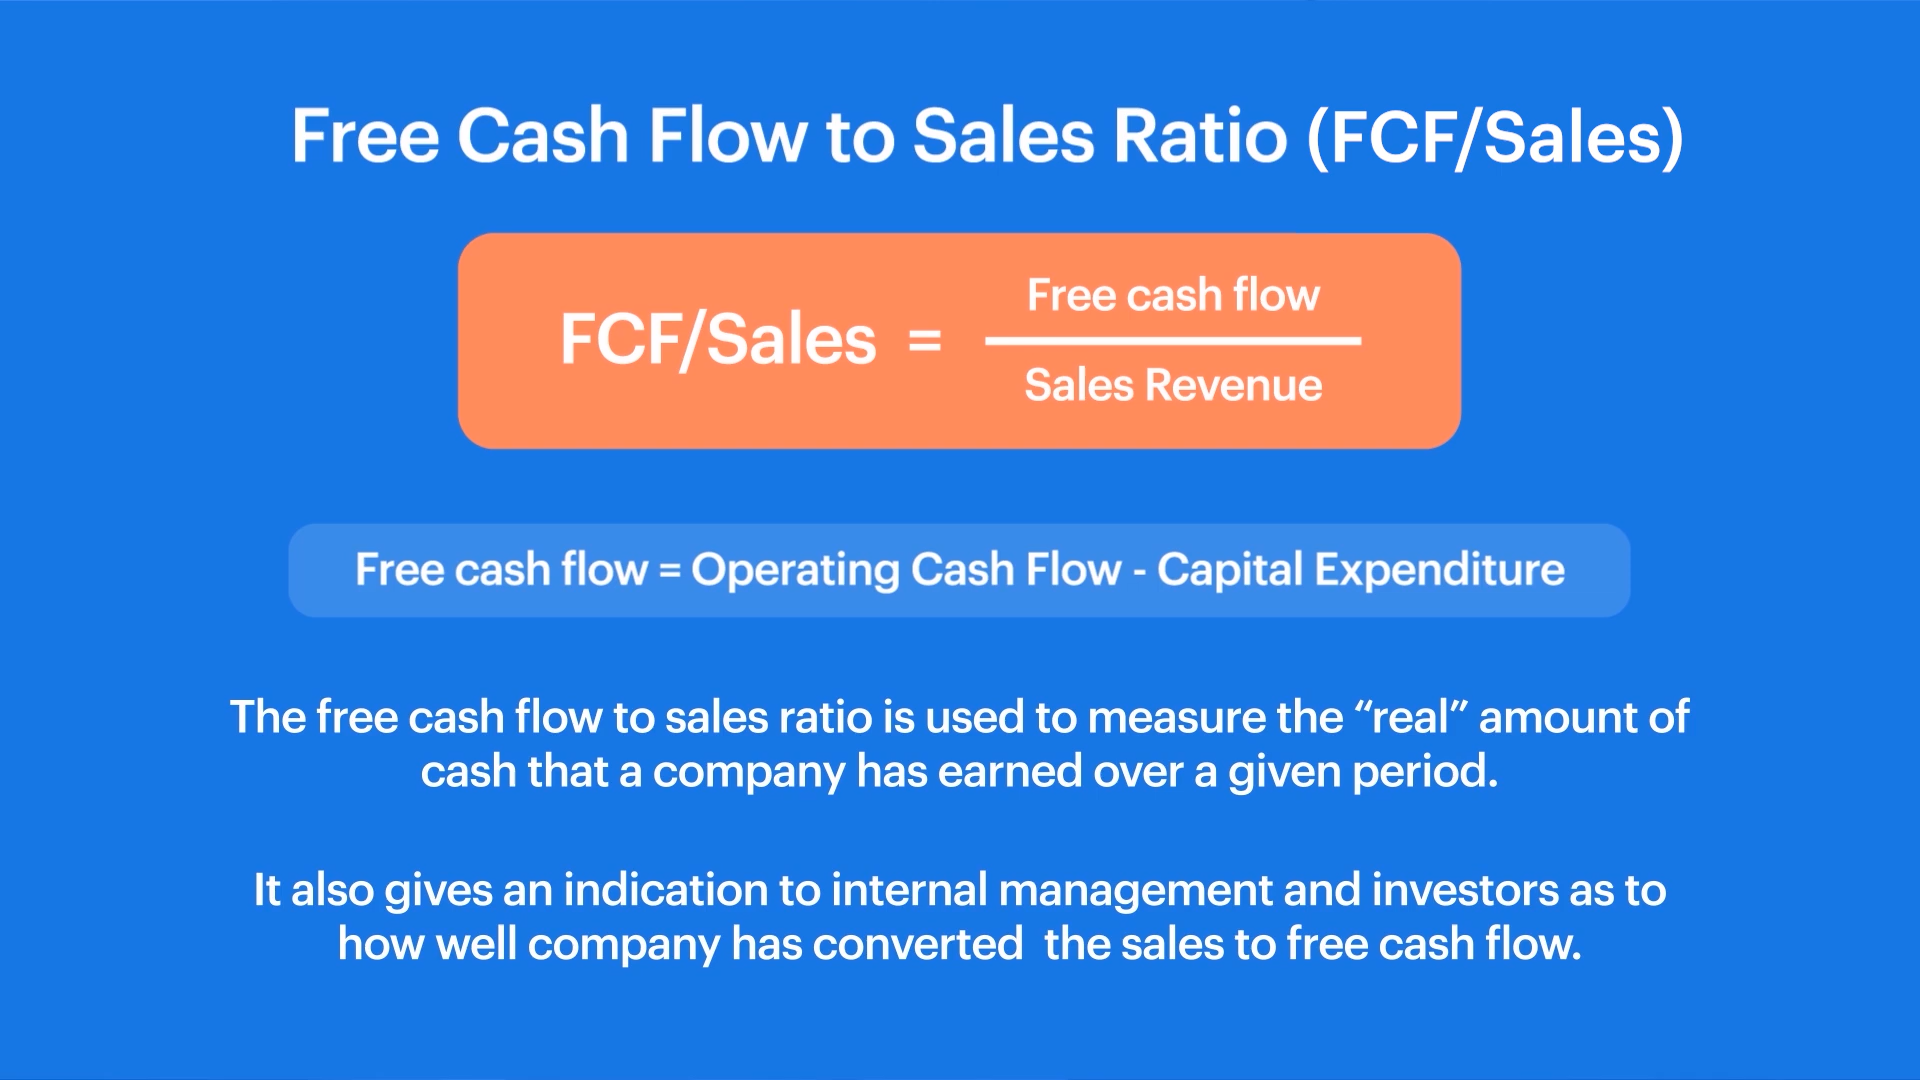 Free Cash Flow to Sales Ratio (FCF/Sales)
FCF/Sales =
Free cash flow
Sales Revenue
Free cash flow = Operating Cash Flow - Capital Expenditure
The free cash flow to sales ratio is used to measure the “real” amount of
cash that a company has earned over a given period.
It also gives an indication to internal management and investors as to
how well company has converted  the sales to free cash flow.